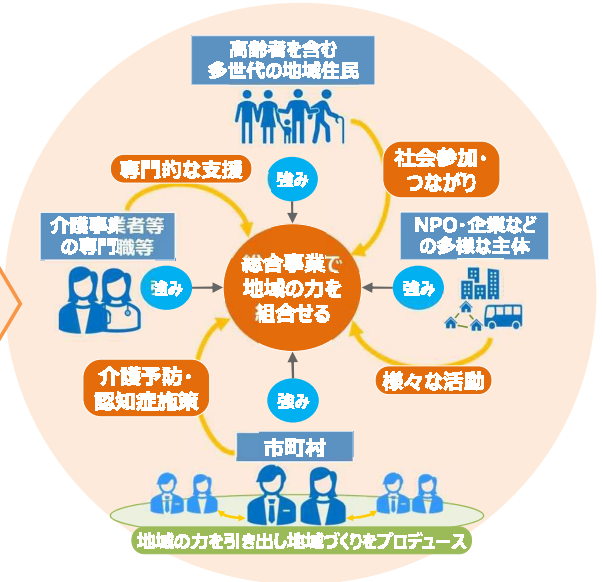 高齢者を含む
多世代の地域住民
専門的な支援
強み
社会参加・
つながり
介護事業者等
の専門職等
NPO・企業など
の多様な主体
強み
総合事業で
地域の力を
組合せる
強み
介護予防・
認知症施策
強み
様々な活動
市町村
地域の力を引き出し地域づくりをプロデュース